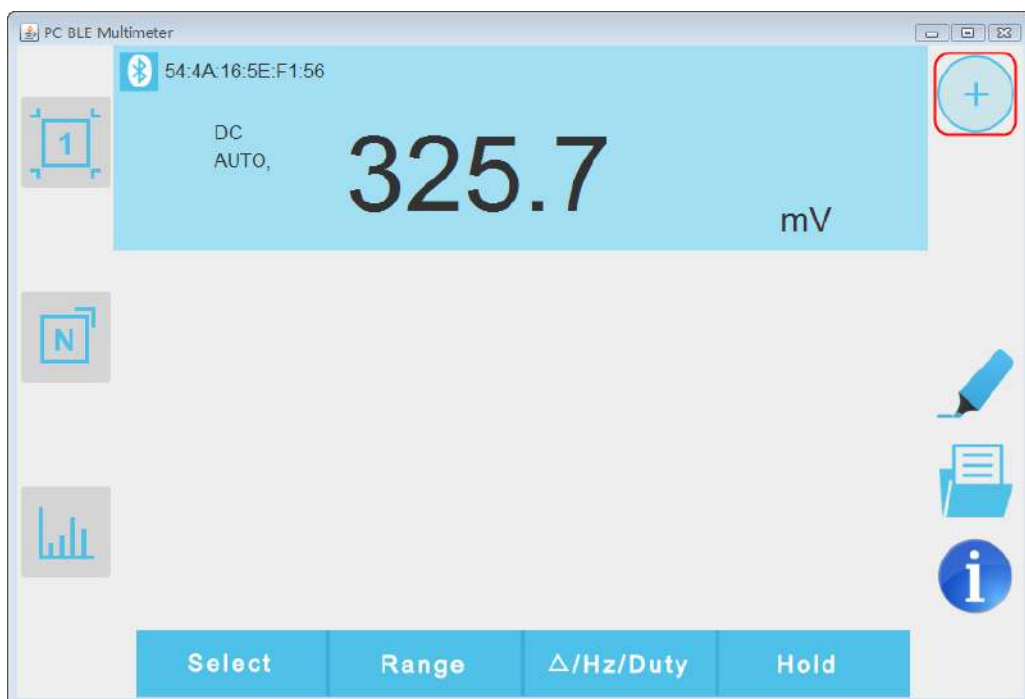 PC BLE Multimeter
54:4A:16:5E:F1:56
+
1
DC
AUTO,
325.7
mV
N
i
Select Range △/Hz/Duty Hold